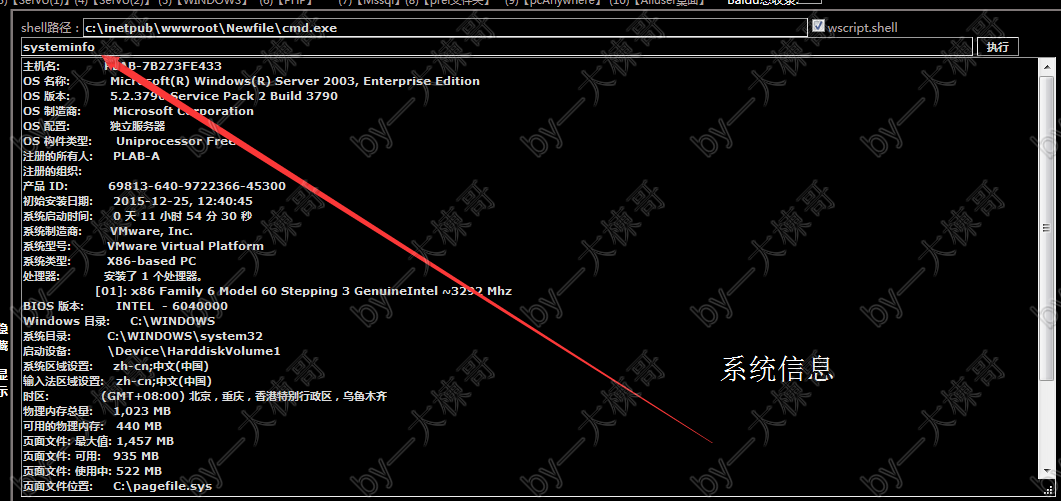 (1)【ServU(1)】(4)【ServU(2)】(5)【WINDOWS】 (6)【PHP】 (7)【Mssql】(8)【prel文件夹】 (9)【pcAnywhere】 (10)【Alluser桌面】
shell路径： c:\inetpub\wwwroot\Newfile\cmd.exe wscript.shell
systeminfo 执行
主机名: PLAB-7B273FE433
OS 名称: Microsoft(R) Windows(R) Server 2003, Enterprise Edition
OS 版本: 5.2.3790 Service Pack 2 Build 3790
OS 制造商: Microsoft Corporation
OS 配置: 独立服务器
OS 构件类型: Uniprocessor Free
注册的所有人: PLAB-A
注册的组织:
产品 ID: 69813-640-9722366-45300
初始安装日期: 2015-12-25, 12:40:45
系统启动时间: 0 天 11 小时 54 分 30 秒
系统制造商: VMware, Inc.
系统型号: VMware Virtual Platform
系统类型: X86-based PC
处理器: 安装了 1 个处理器。
[01]: x86 Family 6 Model 60 Stepping 3 GenuineIntel ~3292 Mhz
BIOS 版本: INTEL - 6040000
Windows 目录: C:\WINDOWS
系统目录: C:\WINDOWS\system32
启动设备: \Device\HarddiskVolume1
系统区域设置: zh-cn;中文(中国)
输入法区域设置: zh-cn;中文(中国)
时区: (GMT+08:00) 北京，重庆，香港特别行政区，乌鲁木齐
物理内存总量: 1,023 MB
可用的物理内存: 440 MB
页面文件: 最大值: 1,457 MB
页面文件: 可用: 935 MB
页面文件: 使用中: 522 MB
页面文件位置: C:\pagefile.sys
系统信息
隐
藏
显
示
by—大楝哥